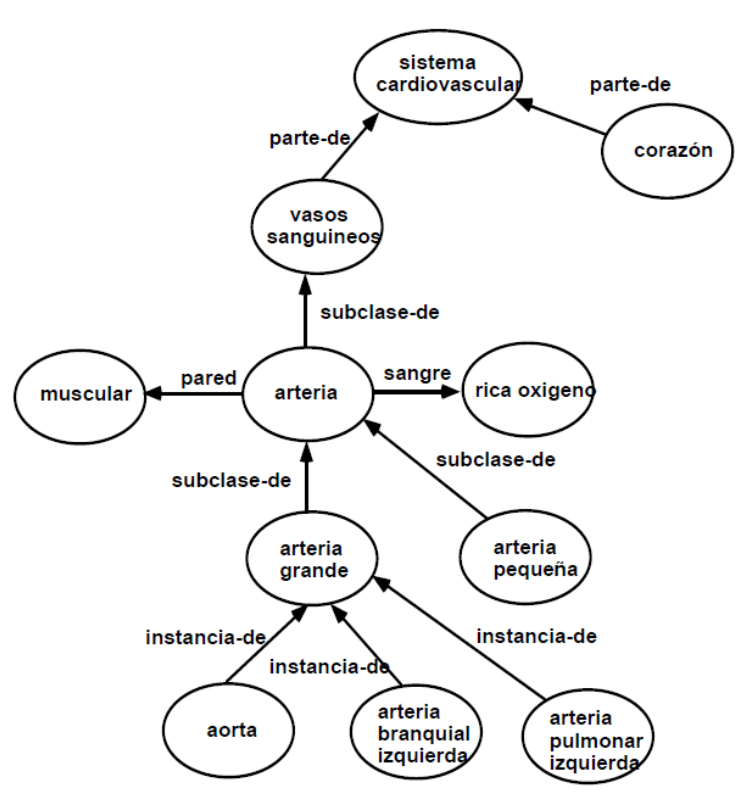 sistema
cardiovascular
parte-de
parte-de
corazón
vasos
sanguineos
subclase-de
muscular
pared
arteria
sangre
rica oxigeno
subclase-de
subclase-de
arteria
grande
arteria
pequeña
instancia-de
instancia-de
instancia-de
aorta
arteria
branquial
izquierda
arteria
pulmonar
izquierda